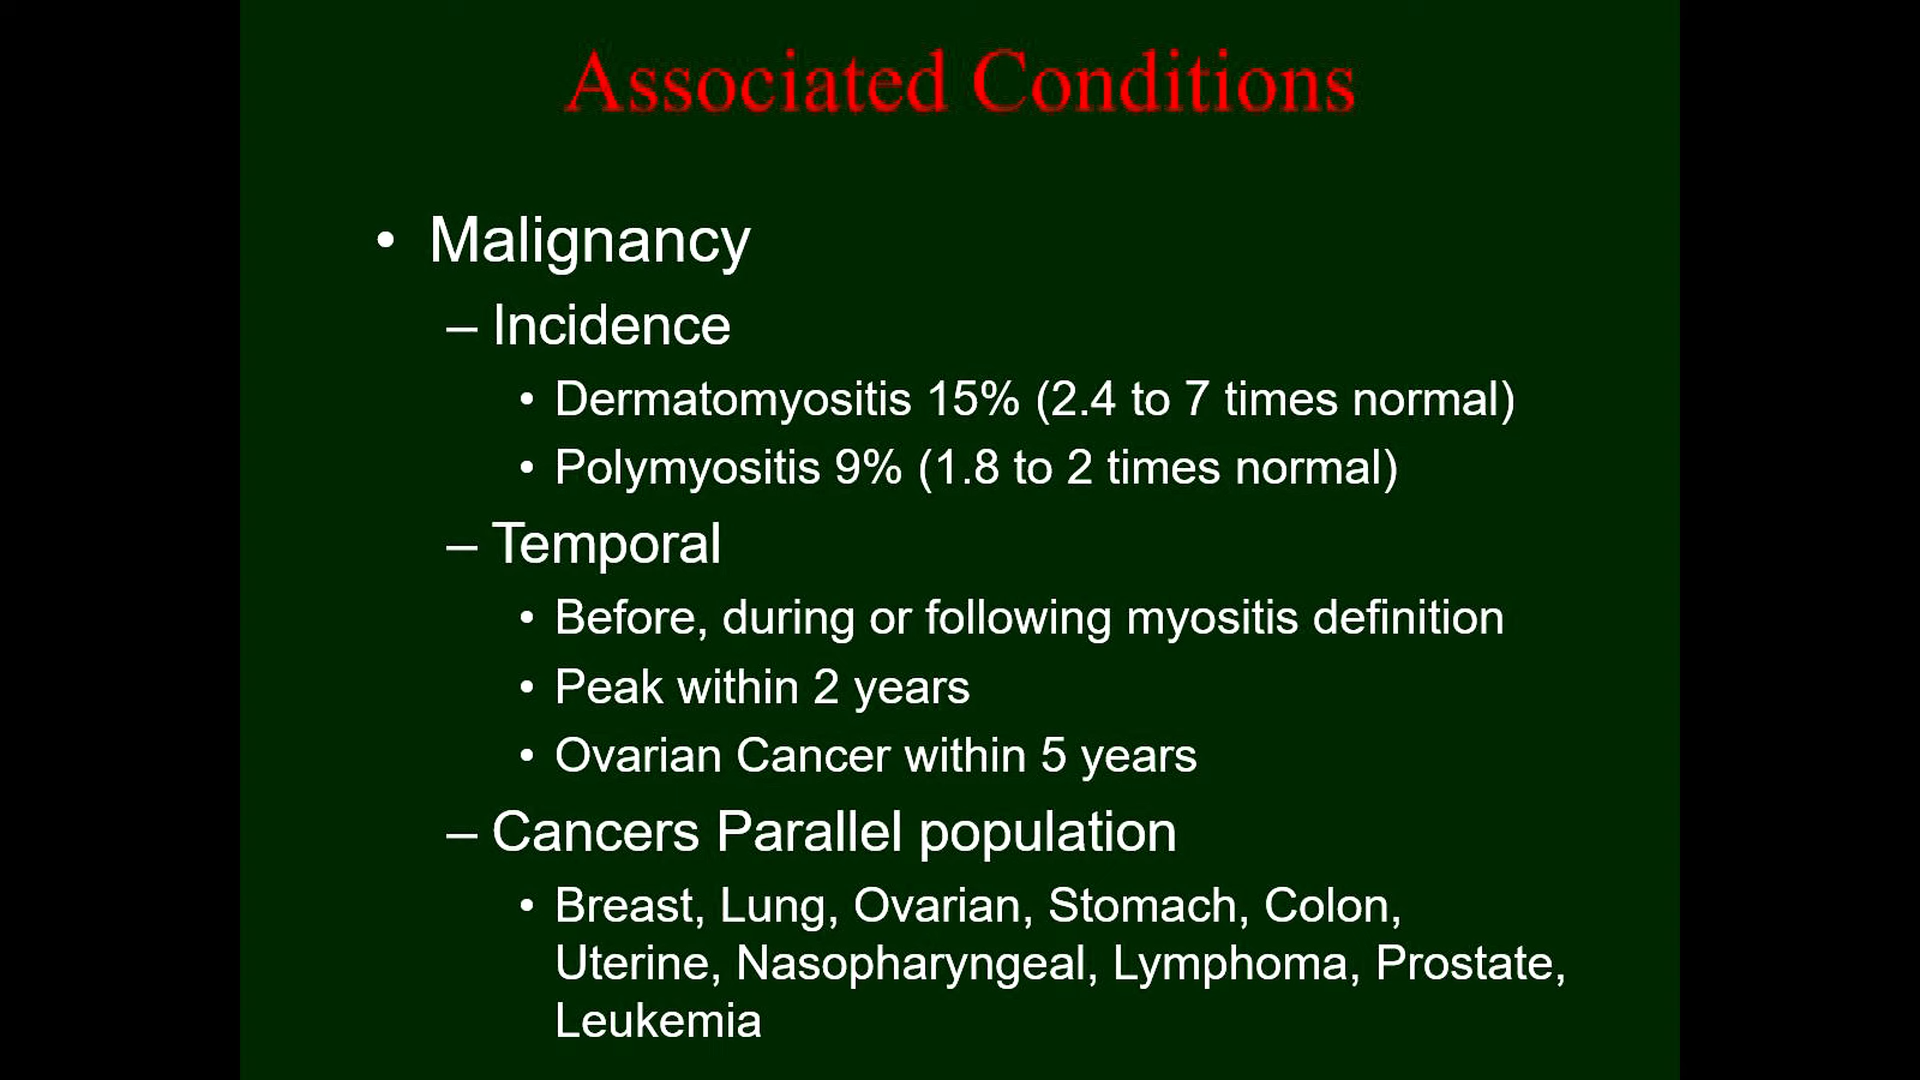 Associated Conditions
• Malignancy
– Incidence
• Dermatomyositis 15% (2.4 to 7 times normal)
• Polymyositis 9% (1.8 to 2 times normal)
– Temporal
• Before, during or following myositis definition
• Peak within 2 years
• Ovarian Cancer within 5 years
– Cancers Parallel population
• Breast, Lung, Ovarian, Stomach, Colon,
Uterine, Nasopharyngeal, Lymphoma, Prostate,
Leukemia